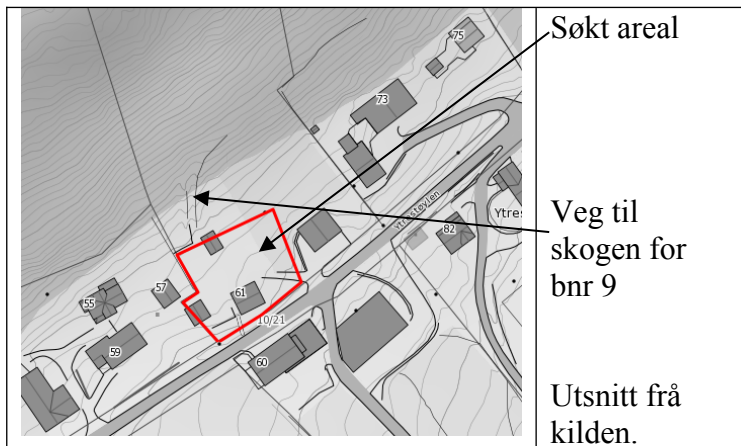 Søkt areal
Veg til
skogen for
bnr 9
Utsnitt frå
kilden.
75
73
Ytrestøylen
Ytres
82
57
55
61
10/21
59
60